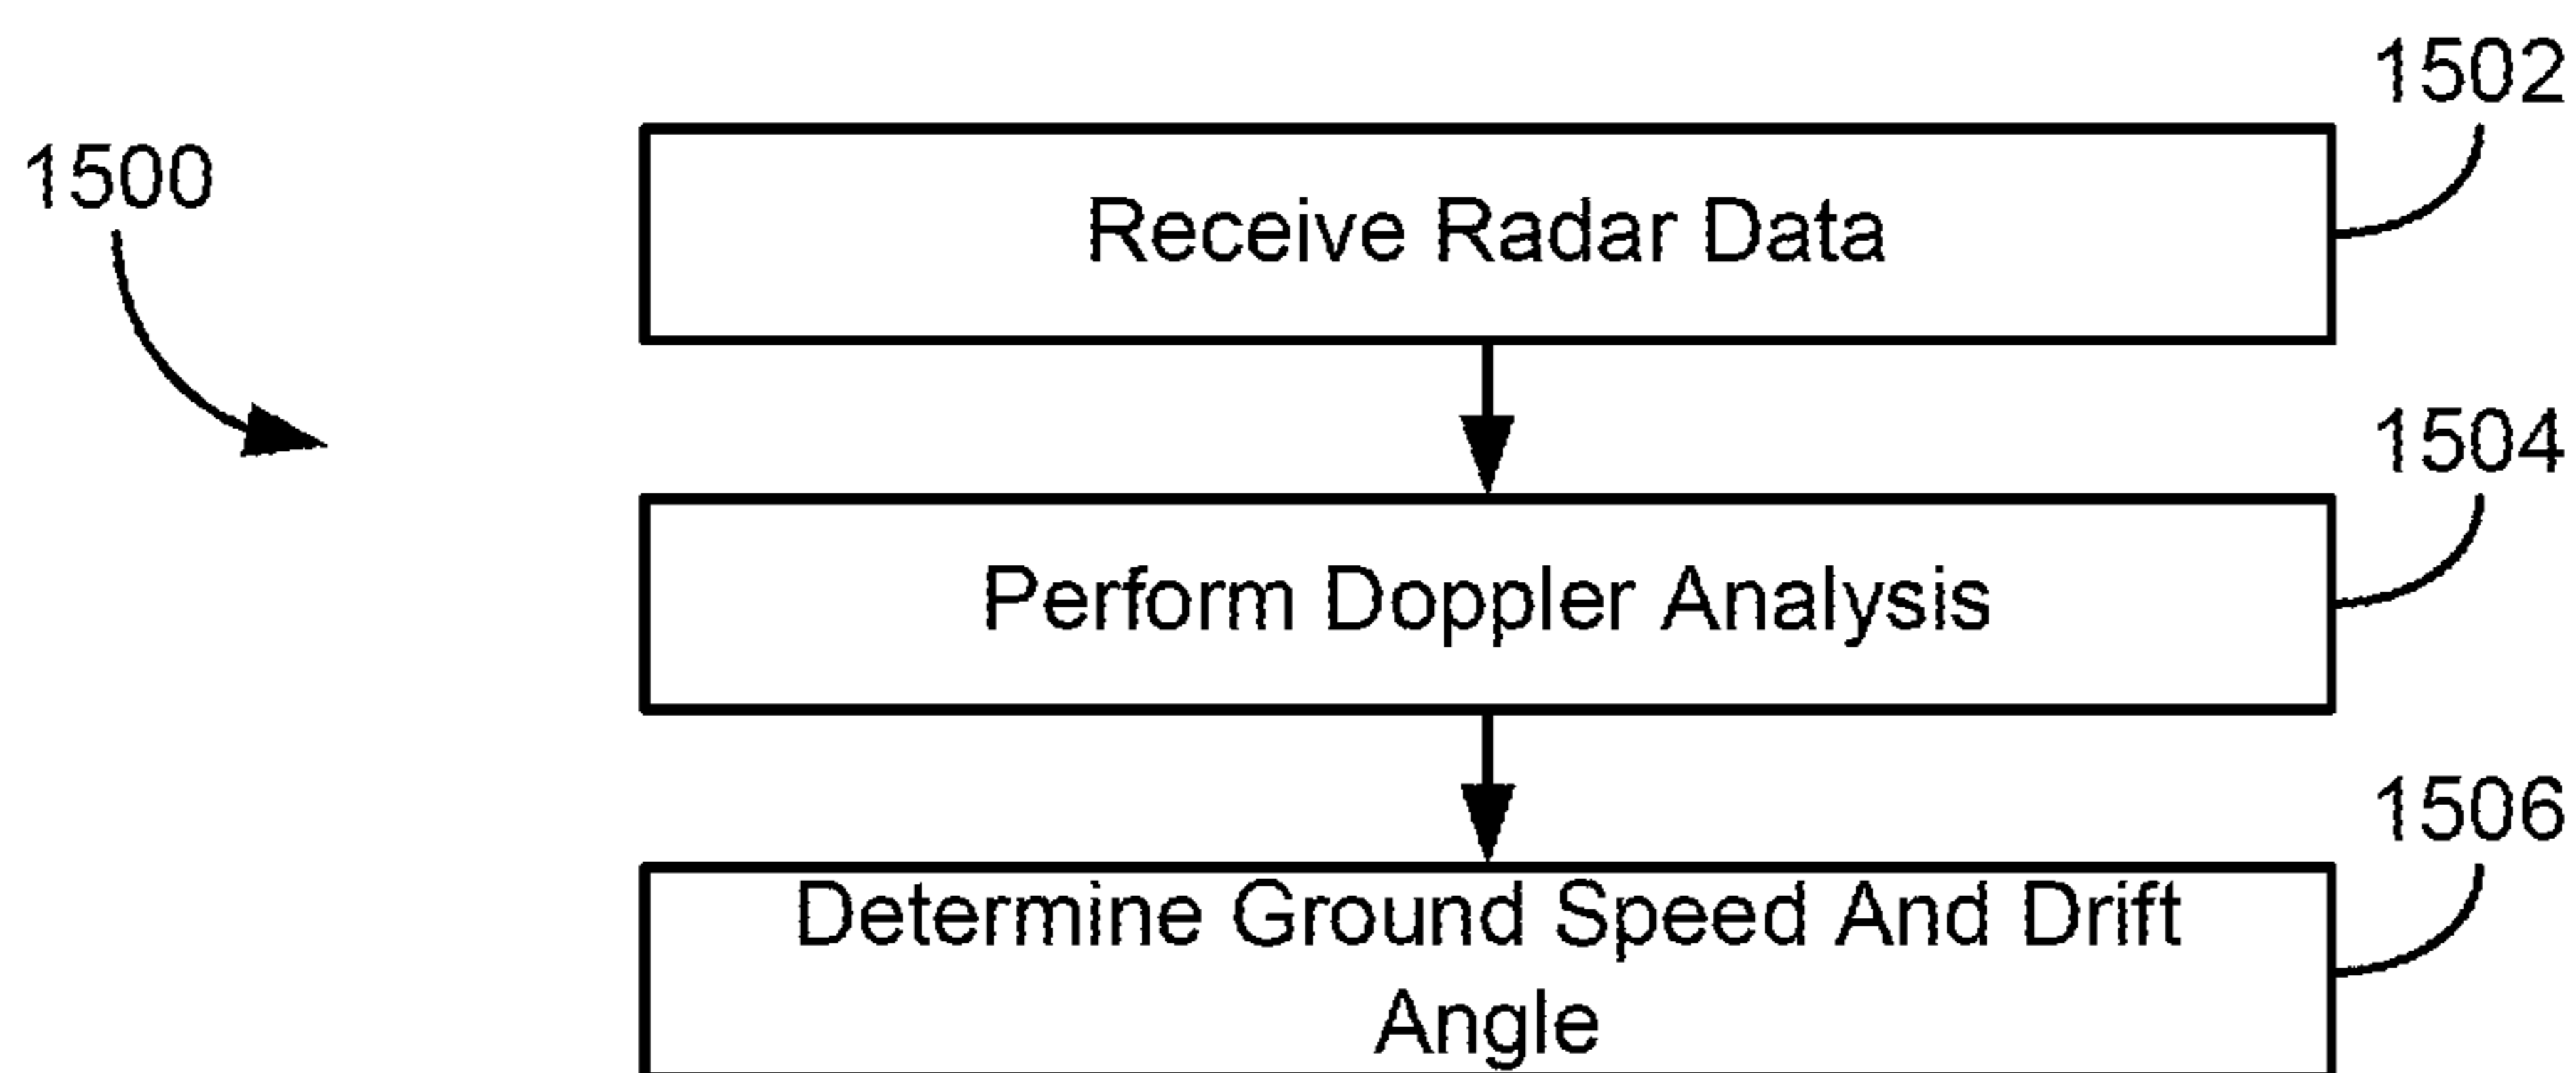 1502
1500
Receive Radar Data
1504
Perform Doppler Analysis
1506
Determine Ground Speed And Drift
Angle